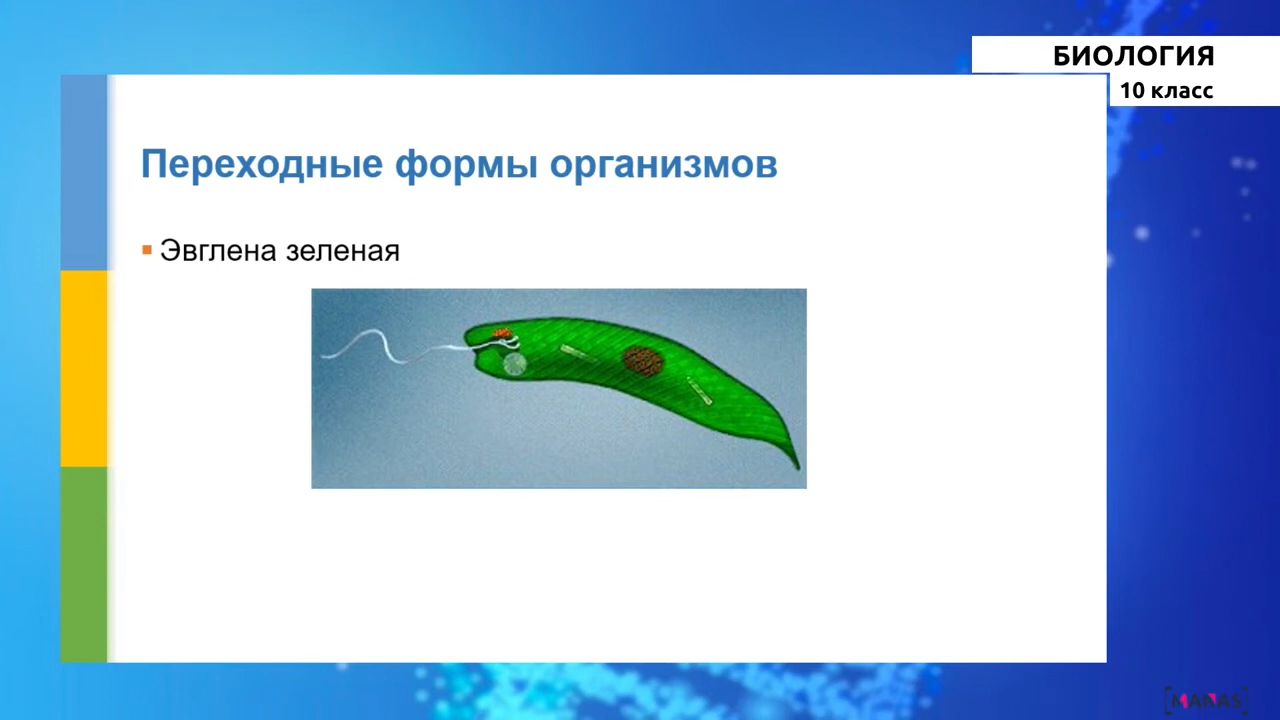 БИОЛОГИЯ
10 класс
Переходные формы организмов
Эвглена зеленая
MANAS